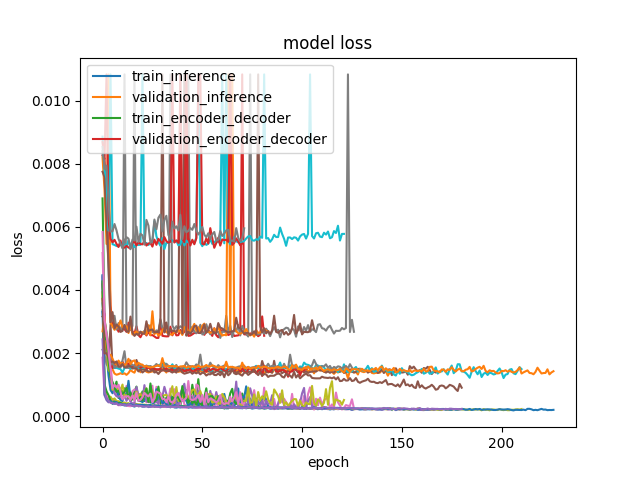 model loss
train_inference
validation_inference
train_encoder_decoder
validation_encoder_decoder
loss
0.010
0.008
0.006
0.004
0.002
0.000
0
50
100
150
200
epoch